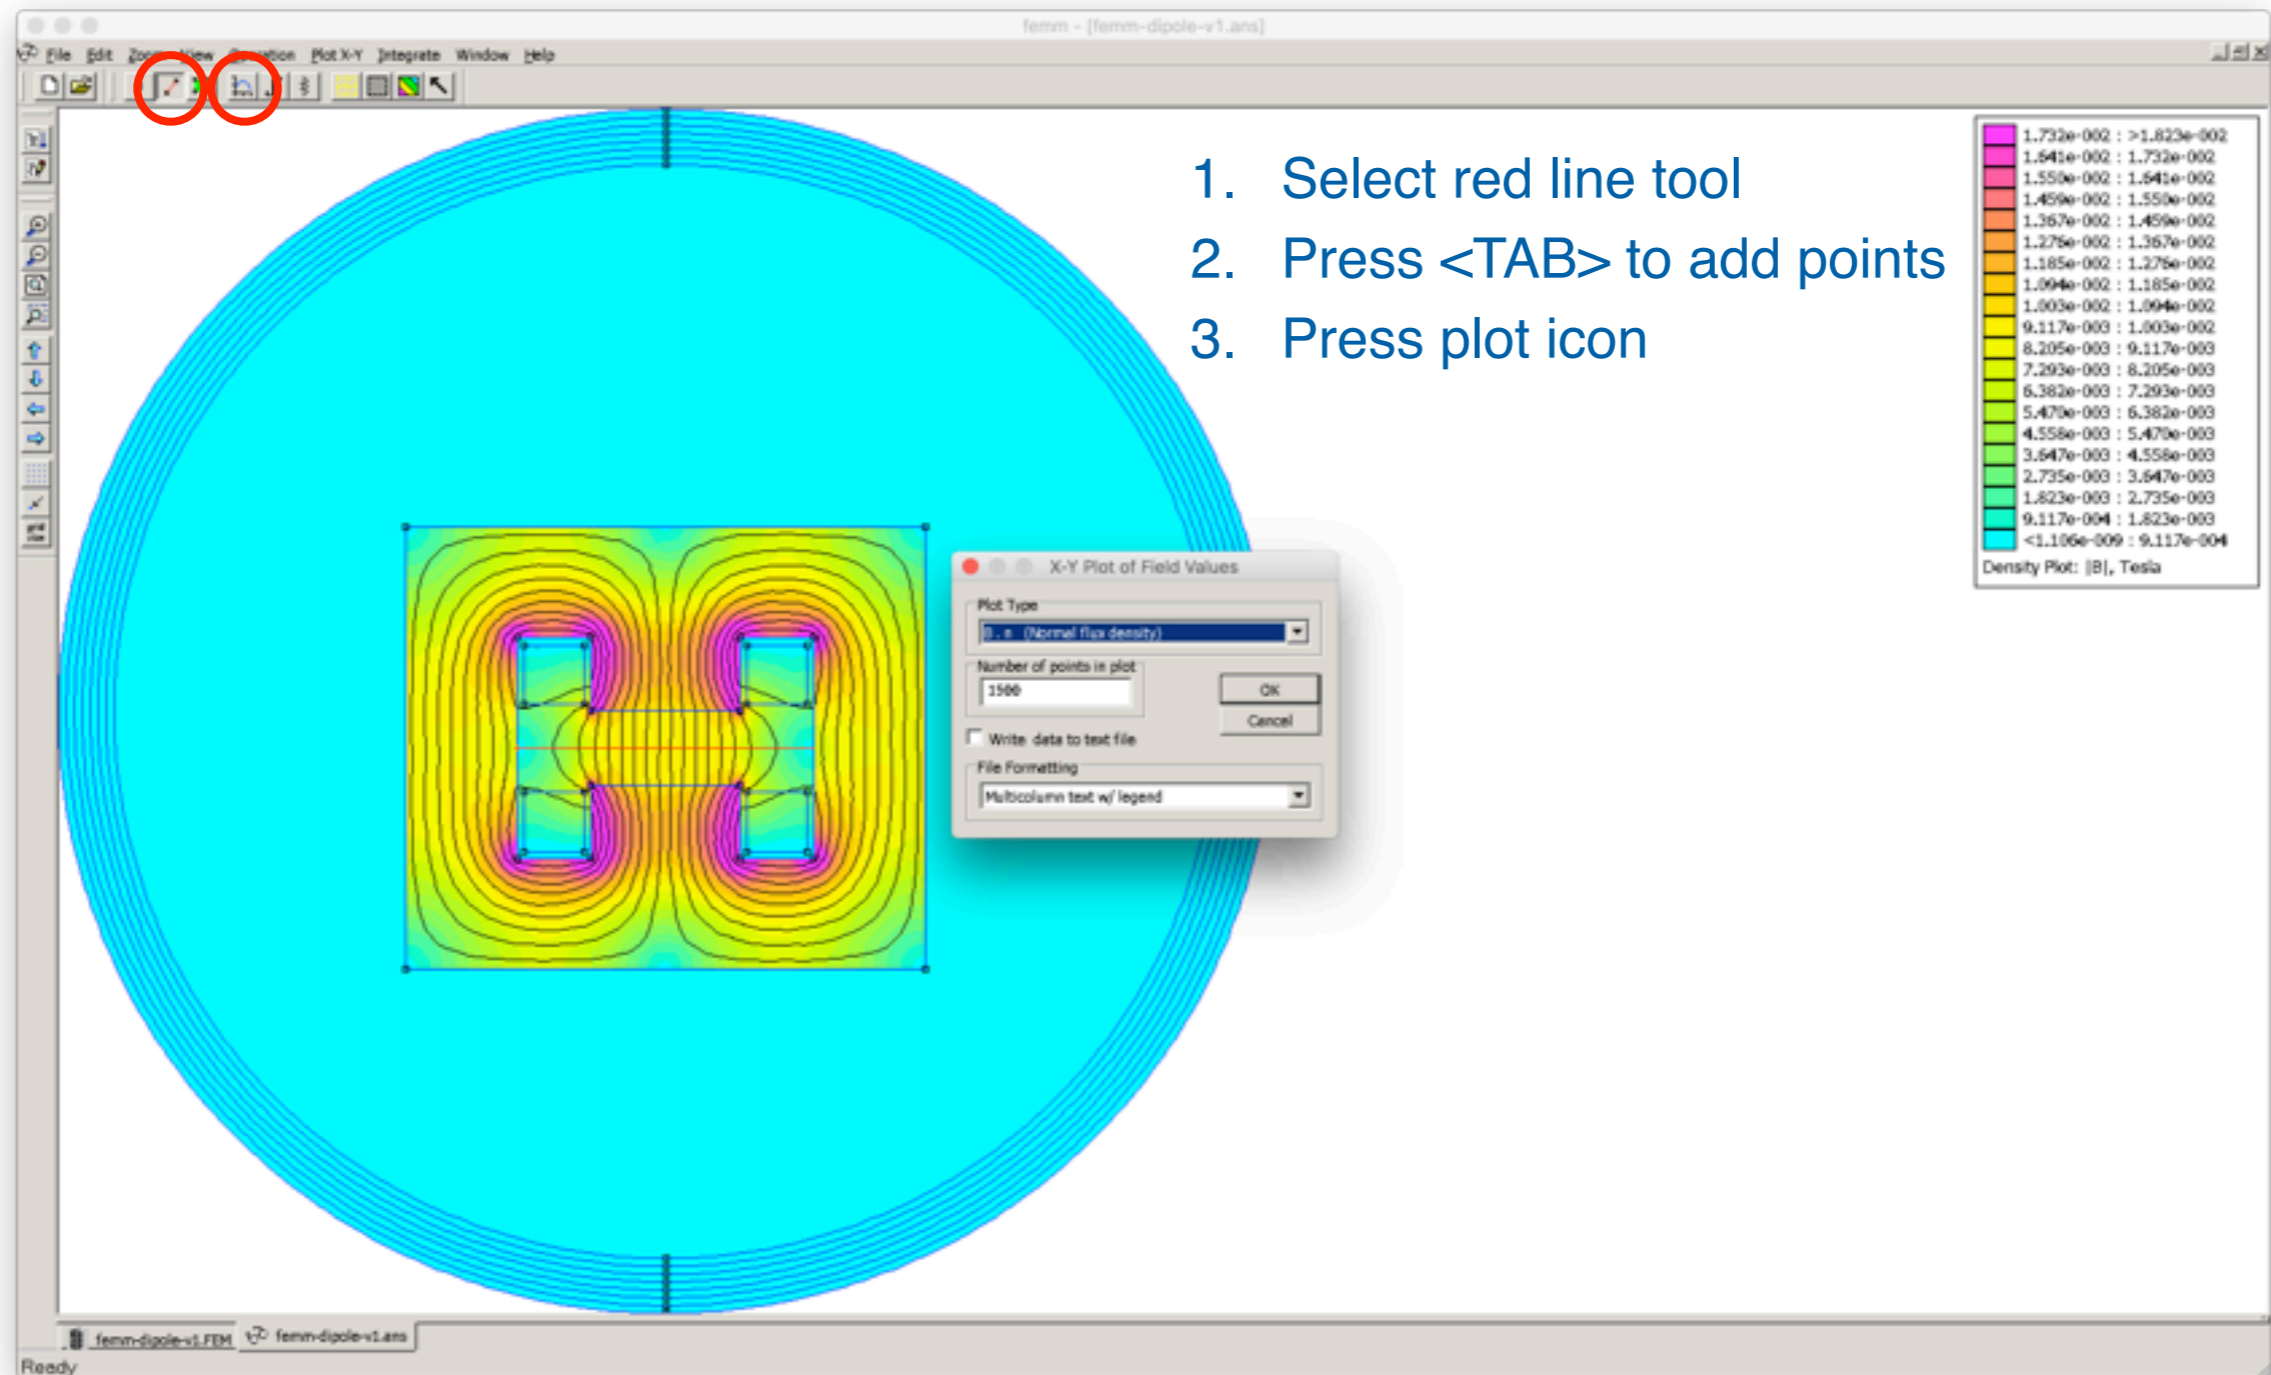 femm - [femm-dipole-v1.ans]
File Edit Zoom View Operation Plot X-Y Integrate Window Help
1. Select red line tool
2. Press <TAB> to add points
3. Press plot icon
1.732e-002 : >1.823e-002
1.641e-002 : 1.732e-002
1.550e-002 : 1.641e-002
1.459e-002 : 1.550e-002
1.367e-002 : 1.459e-002
1.276e-002 : 1.367e-002
1.185e-002 : 1.276e-002
1.094e-002 : 1.185e-002
1.003e-002 : 1.094e-002
9.117e-003 : 1.003e-002
8.205e-003 : 9.117e-003
7.293e-003 : 8.205e-003
6.382e-003 : 7.293e-003
5.470e-003 : 6.382e-003
4.558e-003 : 5.470e-003
3.647e-003 : 4.558e-003
2.735e-003 : 3.647e-003
1.823e-003 : 2.735e-003
9.117e-004 : 1.823e-003
<1.106e-009 : 9.117e-004
Density Plot: |B|, Tesla
X-Y Plot of Field Values
Plot Type
B.n (Normal flux density)
Number of points in plot
1500
OK
Cancel
Write data to text file
File Formatting
Multicolumn text w/ legend
femm-dipole-v1.FEM femm-dipole-v1.ans
Ready